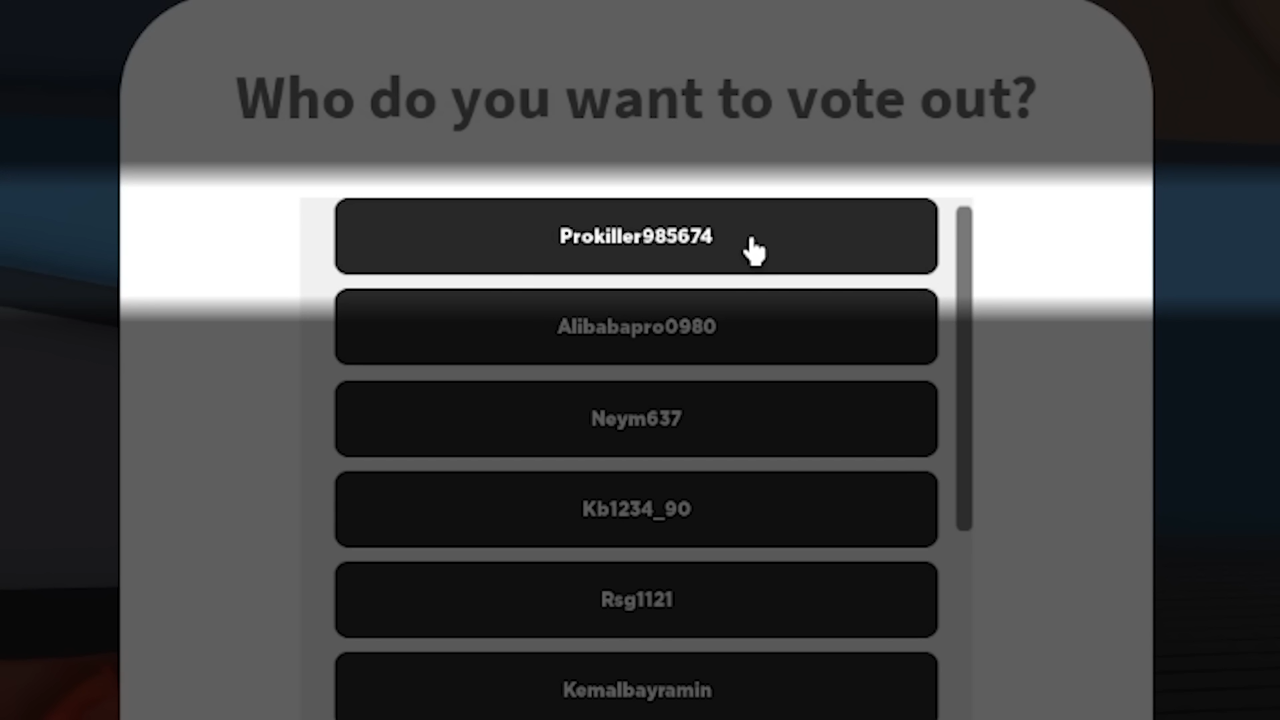 Who do you want to vote out?
Prokiller985674
Alibabapro0980
Neym637
Kb1234_90
Rsg1121
Kemalbayramin